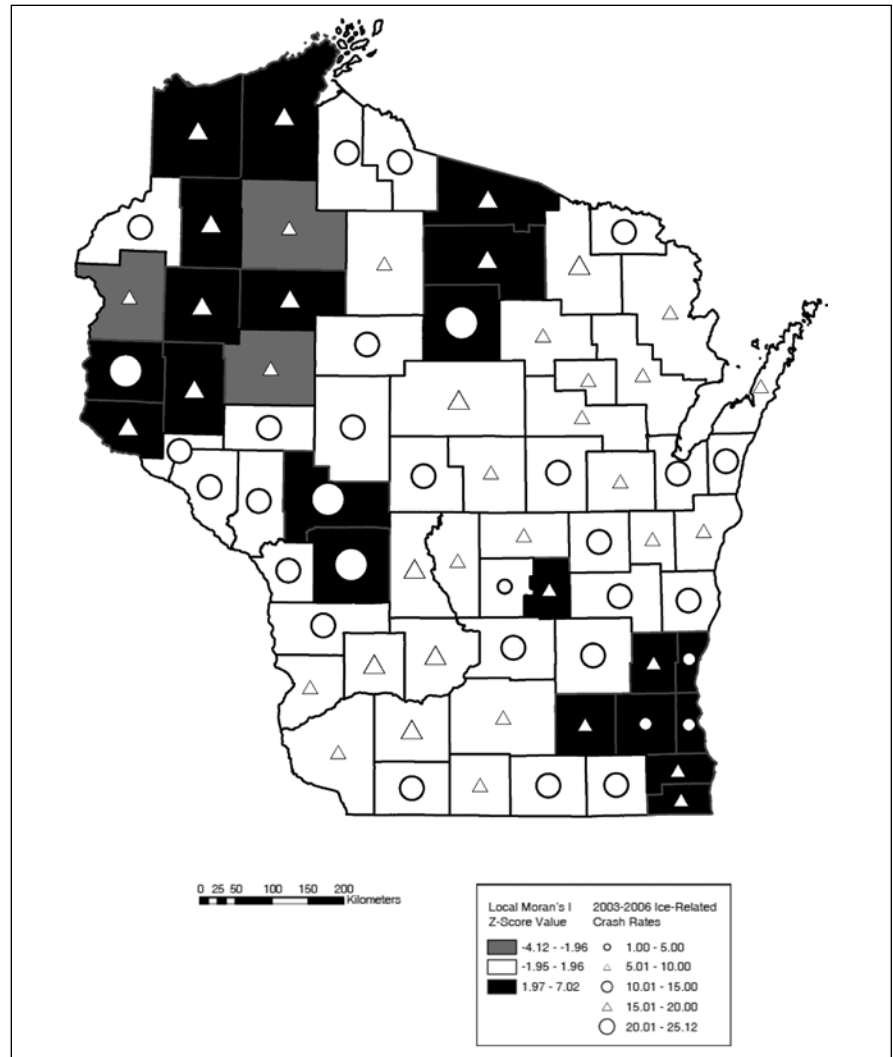 0 25 50 100 150 200
Kilometers
Local Moran's I
Z-Score Value
-4.12 - -1.96
-1.95 - 1.96
1.97 - 7.02
2003-2006 Ice-Related
Crash Rates
1.00 - 5.00
5.01 - 10.00
10.01 - 15.00
15.01 - 20.00
20.01 - 25.12